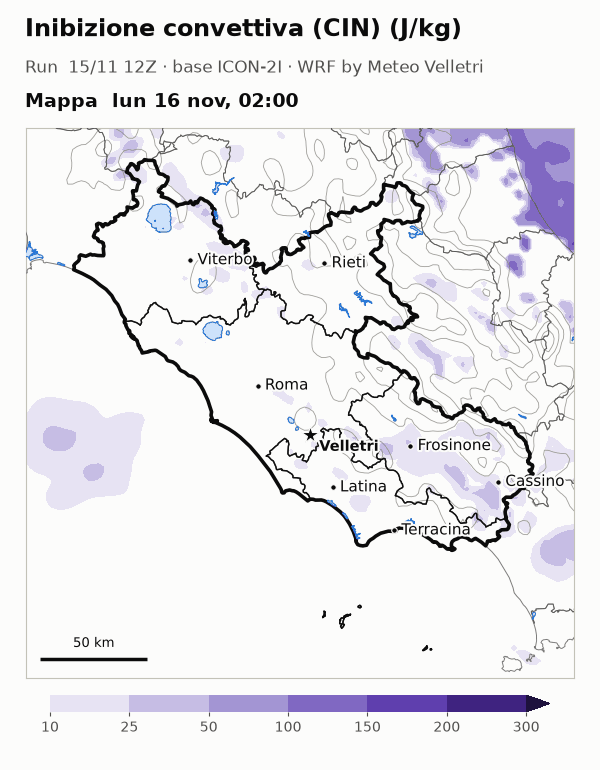 Inibizione convettiva (CIN) (J/kg)
Run 15/11 12Z · base ICON-2I · WRF by Meteo Velletri
Mappa lun 16 nov, 02:00
Viterbo
Rieti
Roma
Velletri
Frosinone
Cassino
Latina
Terracina
50 km
10 25 50 100 150 200 300